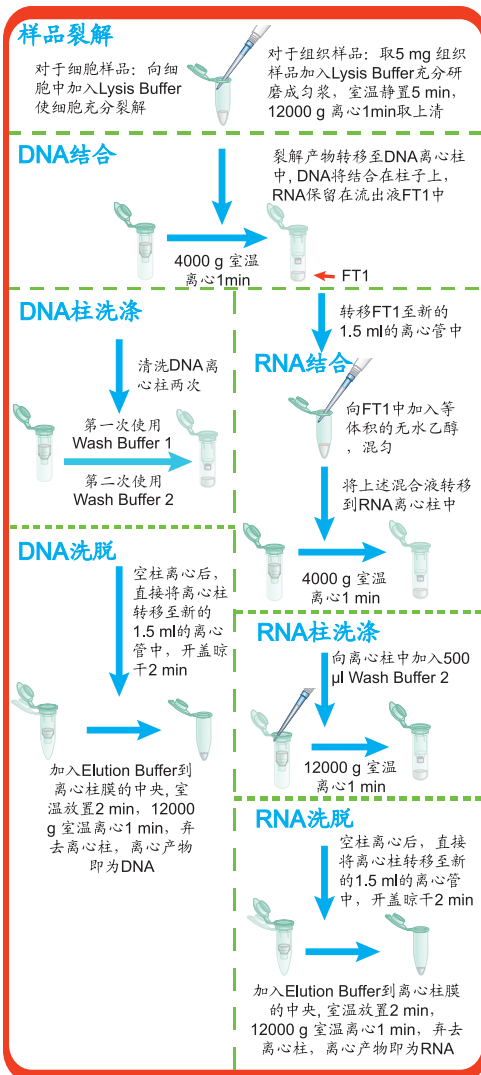 样品裂解
对于细胞样品：向细
胞中加入Lysis Buffer
使细胞充分裂解
对于组织样品：取5 mg 组织
样品加入Lysis Buffer充分研
磨成匀浆，室温静置5 min，
12000 g 离心1min取上清
DNA结合
裂解产物转移至DNA离心柱
中，DNA将结合在柱子上，
RNA保留在流出液FT1中
4000 g 室温
离心1min
FT1
DNA柱洗涤
清洗DNA离
心柱两次
第一次使用
Wash Buffer 1
第二次使用
Wash Buffer 2
转移FT1至新的
1.5 ml的离心管中
RNA结合
向FT1中加入等
体积的无水乙醇
，混匀
将上述混合液转移
到RNA离心柱中
4000 g 室温
离心1 min
DNA洗脱
空柱离心后，
直接将离心柱
转移至新的
1.5 ml的离心
管中，开盖晾
干2 min
加入Elution Buffer到
离心柱膜的中央, 室
温放置2 min，12000
g 室温离心1 min，弃
去离心柱，离心产物
即为DNA
RNA柱洗涤
向离心柱中加入500
µl Wash Buffer 2
12000 g 室温
离心1 min
RNA洗脱
空柱离心后，直接
将离心柱转移至新
的1.5 ml的离心管
中，开盖晾干2 min
加入Elution Buffer到离心柱膜
的中央, 室温放置2 min，
12000 g 室温离心1 min，弃去
离心柱，离心产物即为RNA